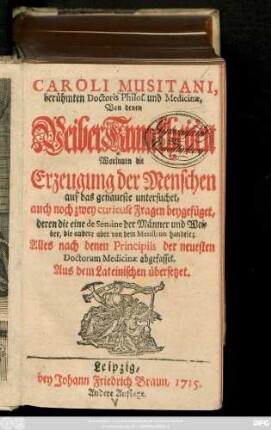 CAROLI MUSITANI,
berühmten Doctoris Philos. und Medicinæ,
Von denen
Weiber Kranckheiten
Worinnen die
Erzeugung der Menschen
auf das genaueste untersuchet,
auch noch zwey curieuse Fragen beygefüget,
deren die eine de Semine der Männer und Wei-
ber, die andere aber von dem Menstruo handelt;
Alles nach denen Principiis der neuesten
Doctorum Medicinæ abgefasset.
Aus dem Lateinischen übersetzet.
Leipzig,
bey Johann Friedrich Braun, 1715.
Andere Auflage.